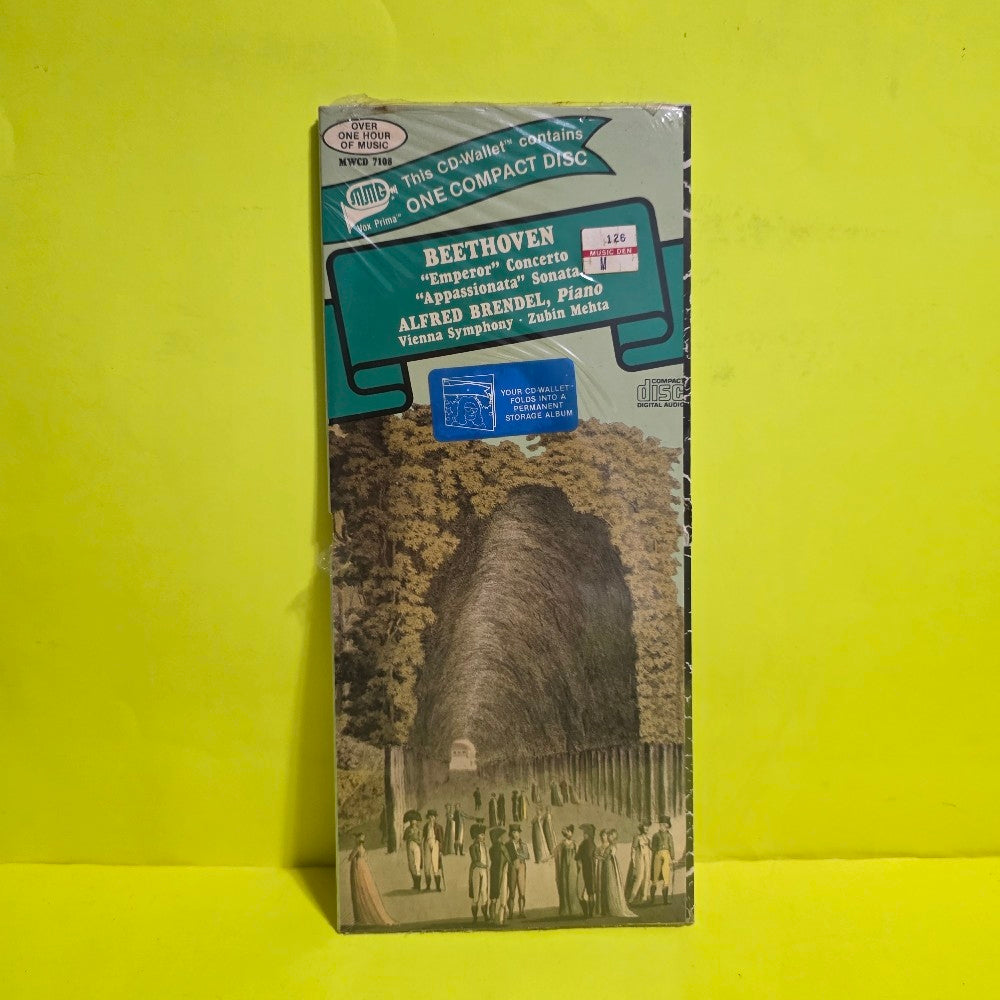 OVER
ONE HOUR
OF MUSIC
MWCD 7108
This CD-Wallet™ contains
ONE COMPACT DISC
MMG
Vox Prima™
BEETHOVEN
"Emperor" Concerto
"Appassionata" Sonata
ALFRED BRENDEL, Piano
Vienna Symphony · Zubin Mehta
126
MUSIC DEN
M
YOUR CD-WALLET™
FOLDS INTO A
PERMANENT
STORAGE ALBUM
COMPACT
disc
DIGITAL AUDIO